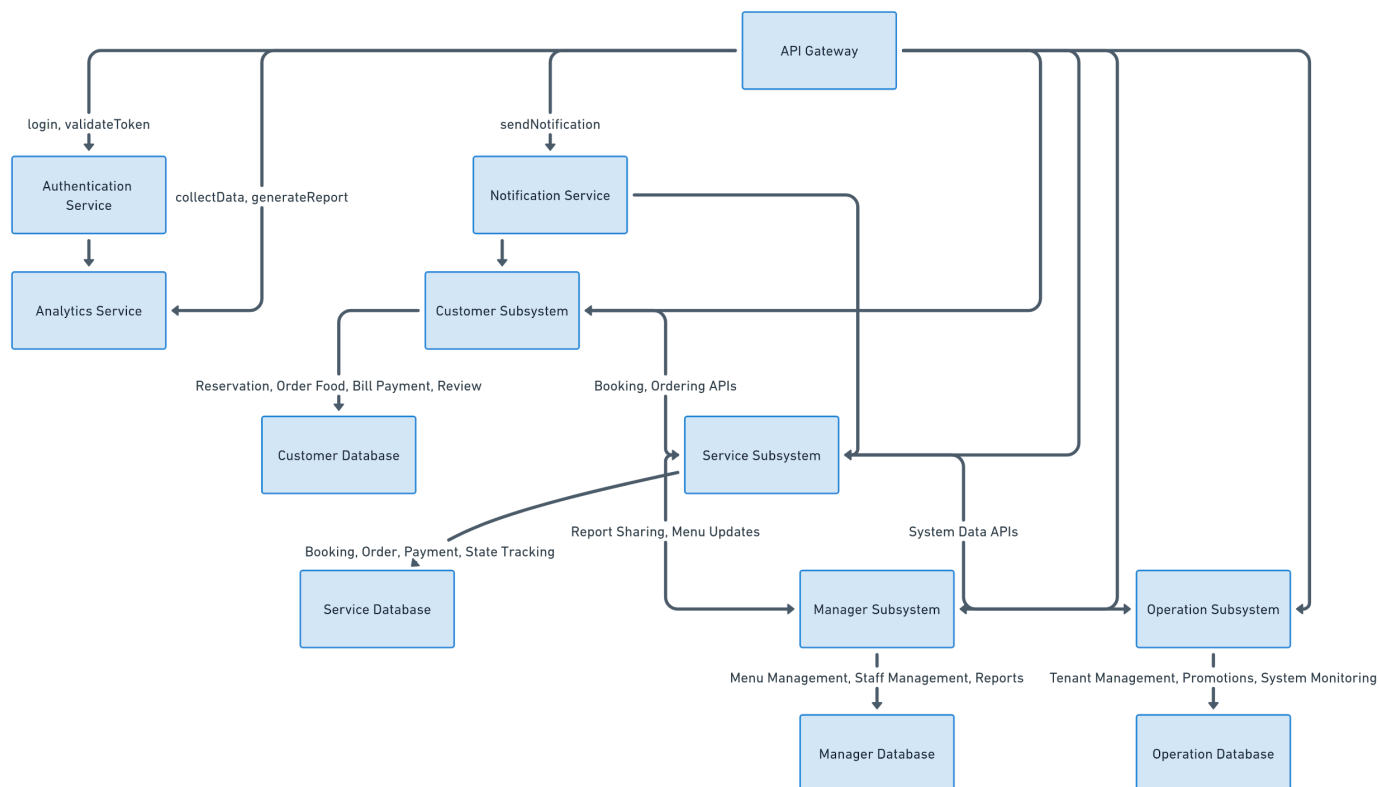 API Gateway
login, validateToken
sendNotification
Authentication
Service
collectData, generateReport
Notification Service
Analytics Service
Customer Subsystem
Reservation, Order Food, Bill Payment, Review
Booking, Ordering APIs
Customer Database
Service Subsystem
Report Sharing, Menu Updates
System Data APIs
Booking, Order, Payment, State Tracking
Service Database
Manager Subsystem
Operation Subsystem
Menu Management, Staff Management, Reports
Tenant Management, Promotions, System Monitoring
Manager Database
Operation Database